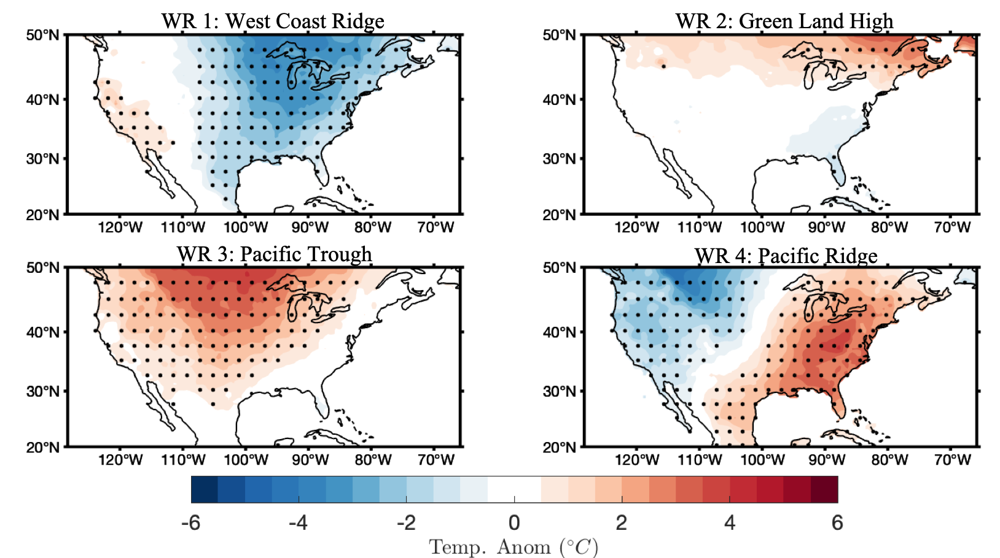 WR 1: West Coast Ridge
50°N
40°N
30°N
20°N
120°W 110°W 100°W 90°W 80°W 70°W
WR 2: Green Land High
50°N
40°N
30°N
20°N
120°W 110°W 100°W 90°W 80°W 70°W
WR 3: Pacific Trough
50°N
40°N
30°N
20°N
120°W 110°W 100°W 90°W 80°W 70°W
WR 4: Pacific Ridge
50°N
40°N
30°N
20°N
120°W 110°W 100°W 90°W 80°W 70°W
-6 -4 -2 0 2 4 6
Temp. Anom (°C)